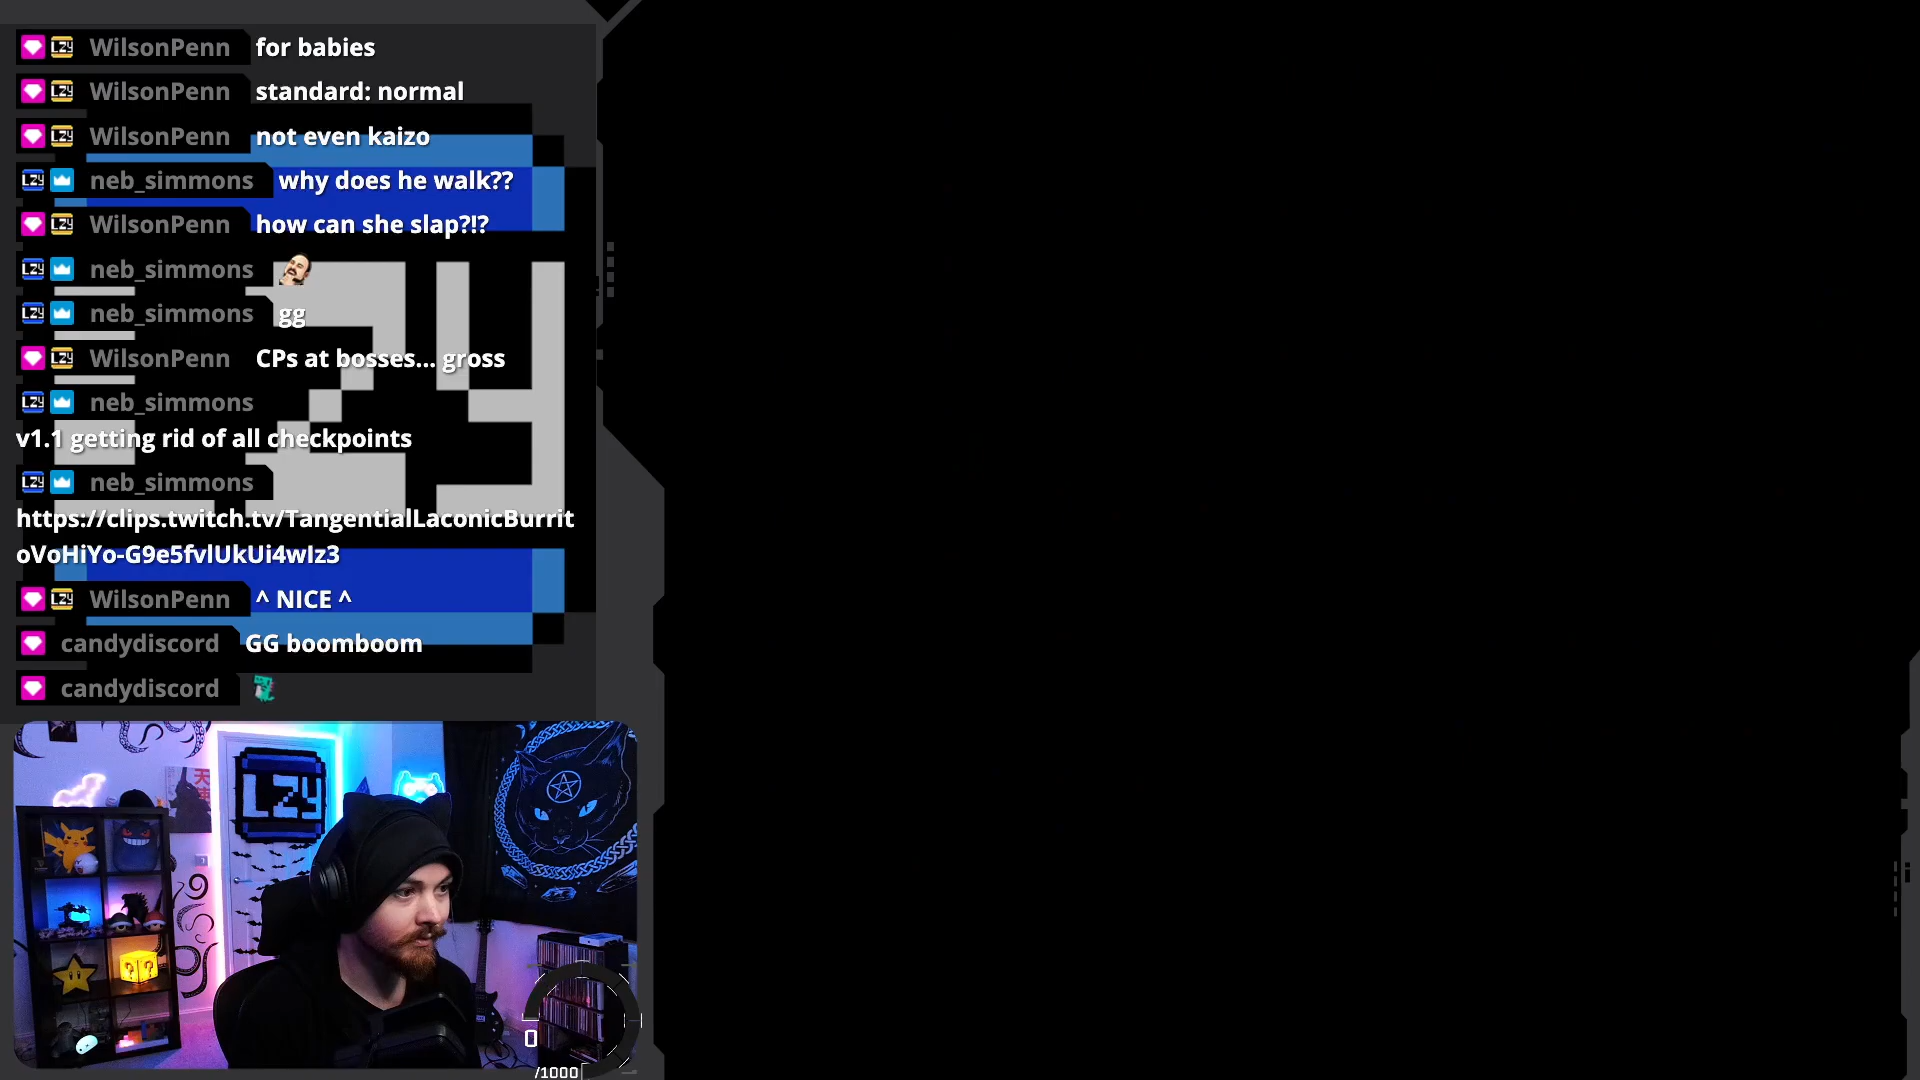 WilsonPenn for babies
WilsonPenn standard: normal
WilsonPenn not even kaizo
neb_simmons why does he walk??
WilsonPenn how can she slap?!?
neb_simmons
neb_simmons gg
WilsonPenn CPs at bosses... gross
neb_simmons
v1.1 getting rid of all checkpoints
neb_simmons
https://clips.twitch.tv/TangentialLaconicBurrit
oVoHiYo-G9e5fvlUkUi4wIz3
WilsonPenn ^ NICE ^
candydiscord GG boomboom
candydiscord
LZY
0
/1000